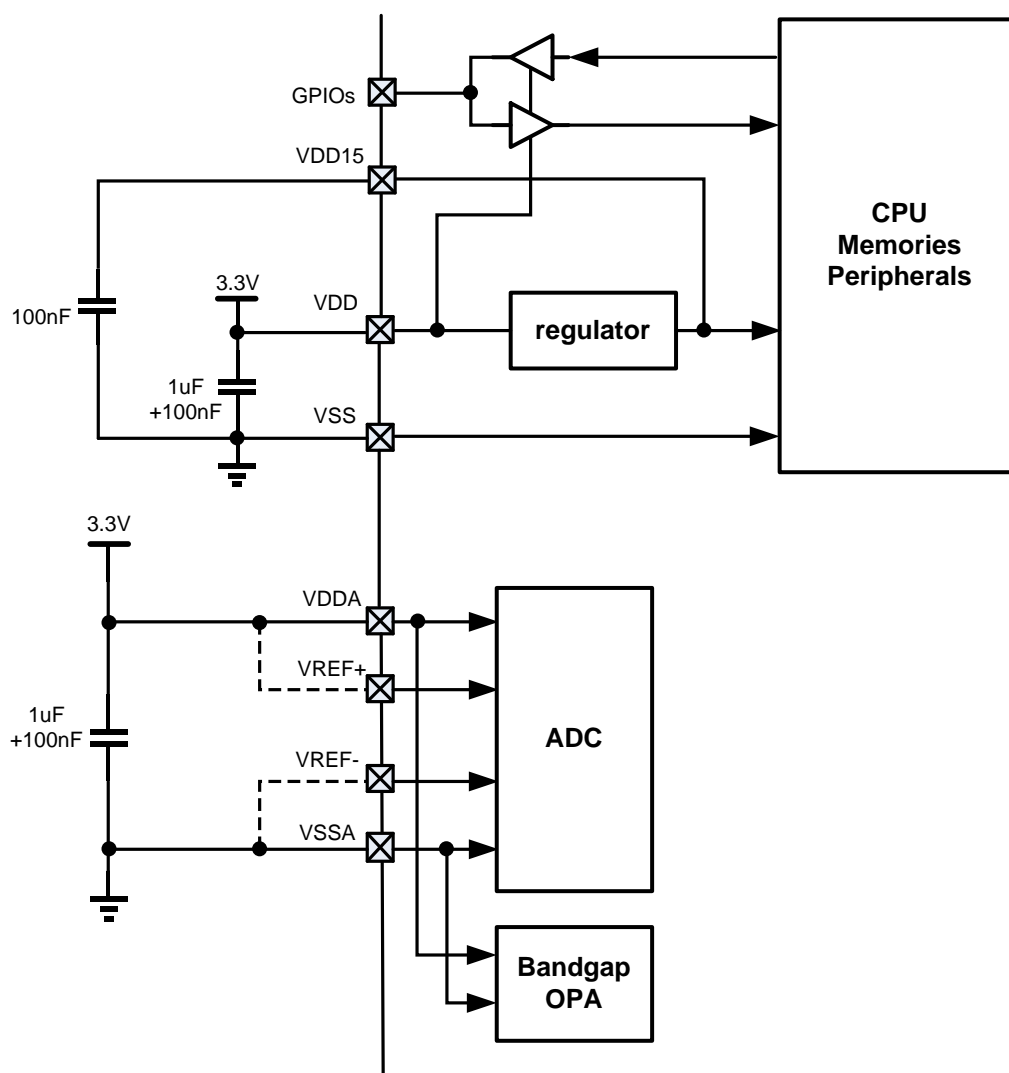 GPIOs
VDD15
CPU
Memories
Peripherals
3.3V
VDD
100nF
regulator
1uF
+100nF
VSS
3.3V
VDDA
VREF+
1uF
+100nF
ADC
VREF-
VSSA
Bandgap
OPA